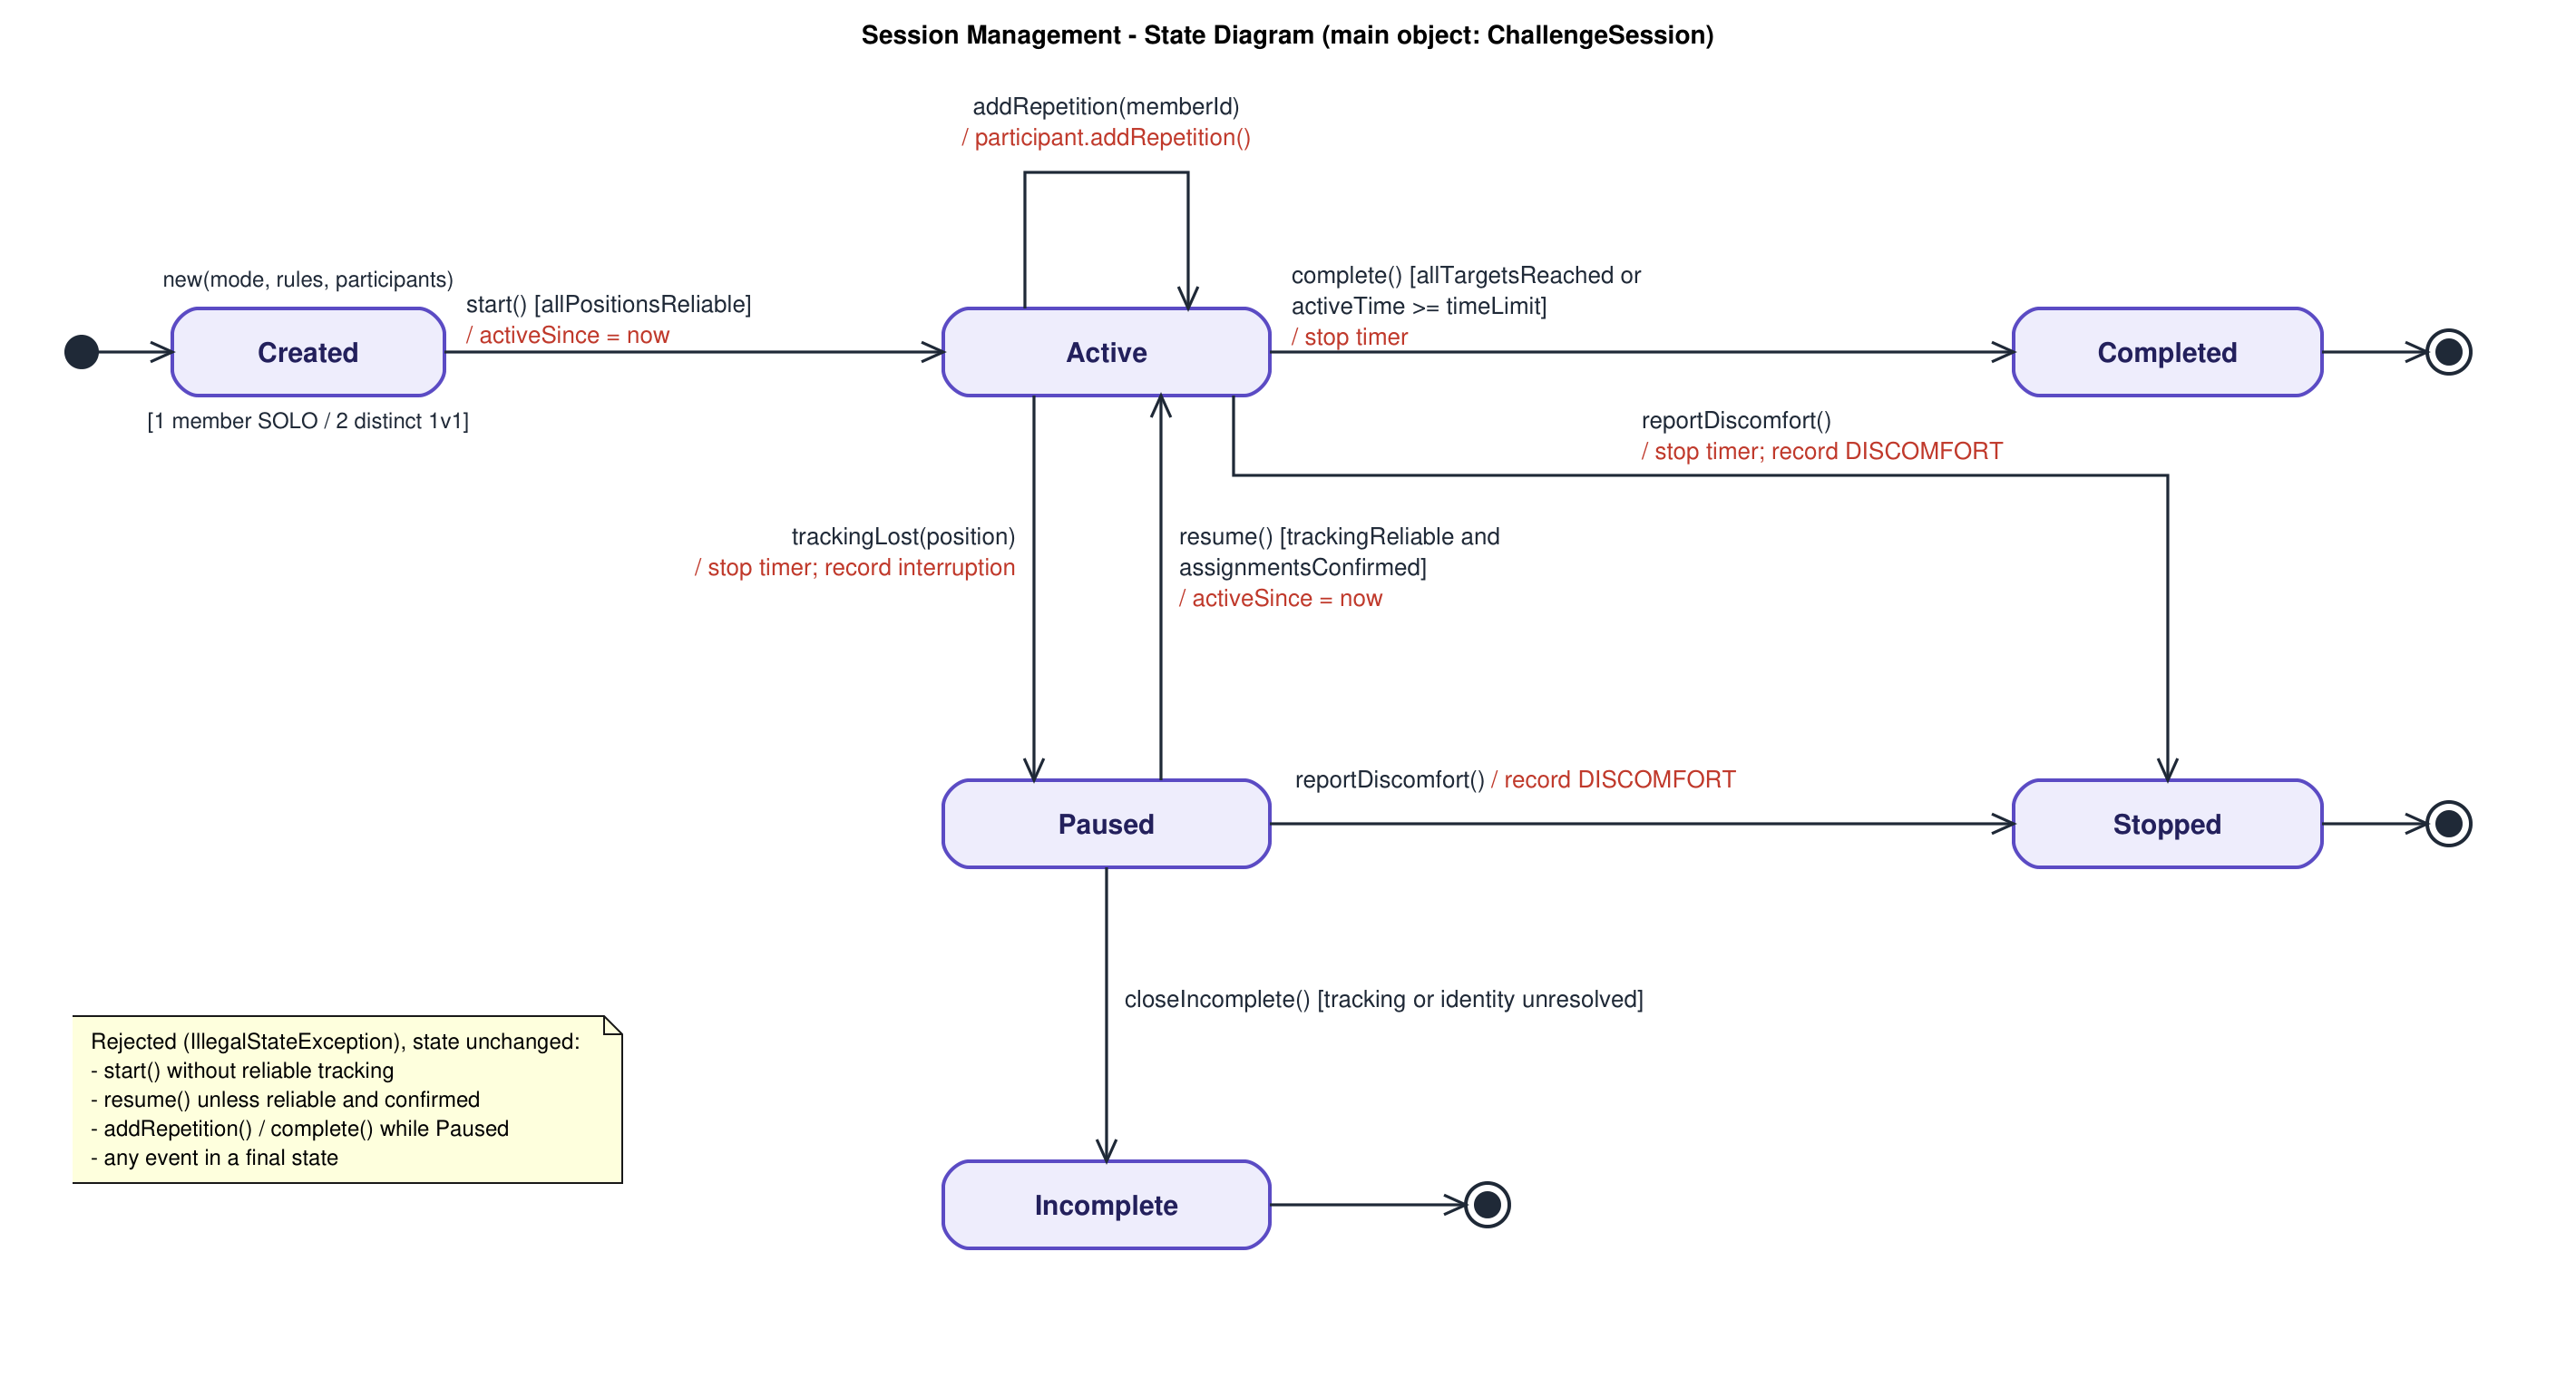 Session Management - State Diagram (main object: ChallengeSession)
addRepetition(memberId)
/ participant.addRepetition()
new(mode, rules, participants)
start() [allPositionsReliable]
/ activeSince = now
complete() [allTargetsReached or
activeTime >= timeLimit]
/ stop timer
Created
Active
Completed
[1 member SOLO / 2 distinct 1v1]
reportDiscomfort()
/ stop timer; record DISCOMFORT
trackingLost(position)
/ stop timer; record interruption
resume() [trackingReliable and
assignmentsConfirmed]
/ activeSince = now
reportDiscomfort() / record DISCOMFORT
Paused
Stopped
closeIncomplete() [tracking or identity unresolved]
Rejected (IllegalStateException), state unchanged:
- start() without reliable tracking
- resume() unless reliable and confirmed
- addRepetition() / complete() while Paused
- any event in a final state
Incomplete